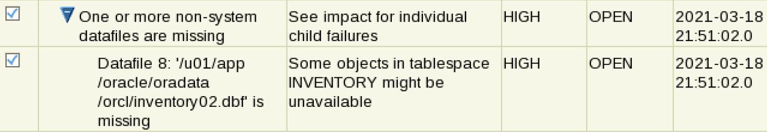 One or more non-system
datafiles are missing
See impact for individual
child failures
HIGH
OPEN
2021-03-18
21:51:02.0
Datafile 8: '/u01/app
/oracle/oradata
/orcl/inventory02.dbf' is
missing
Some objects in tablespace
INVENTORY might be
unavailable
HIGH
OPEN
2021-03-18
21:51:02.0